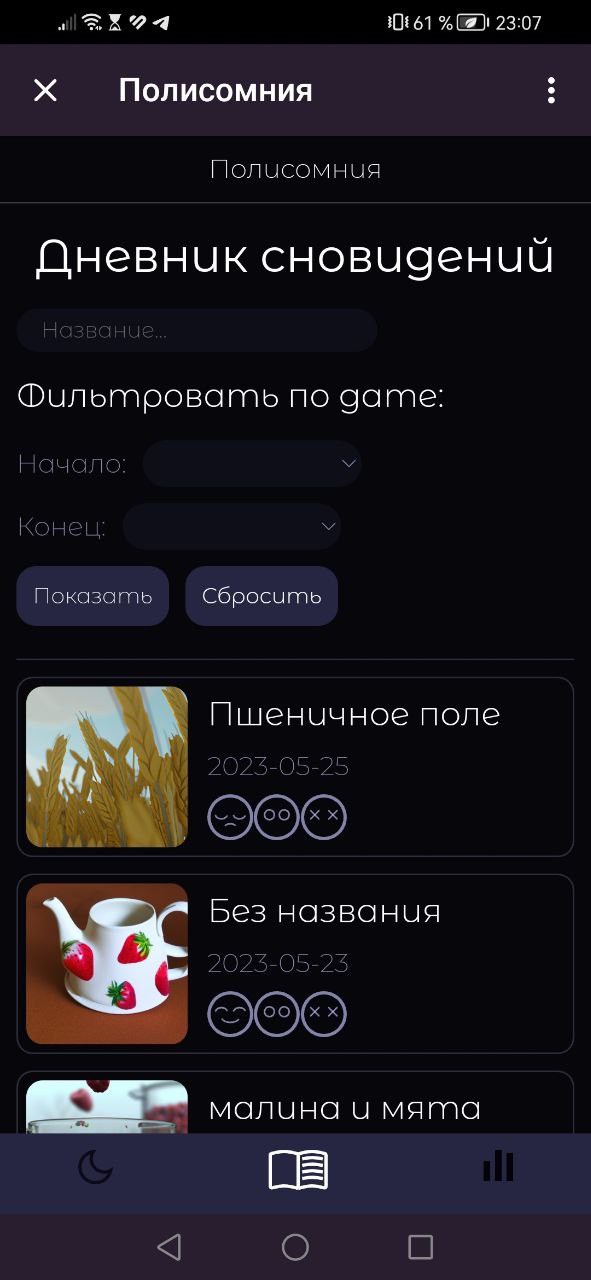 61 % 23:07
Полисомния
Полисомния
Дневник сновидений
Название...
Фильтровать по дате:
Начало:
Конец:
Показать Сбросить
Пшеничное поле
2023-05-25
Без названия
2023-05-23
малина и мята